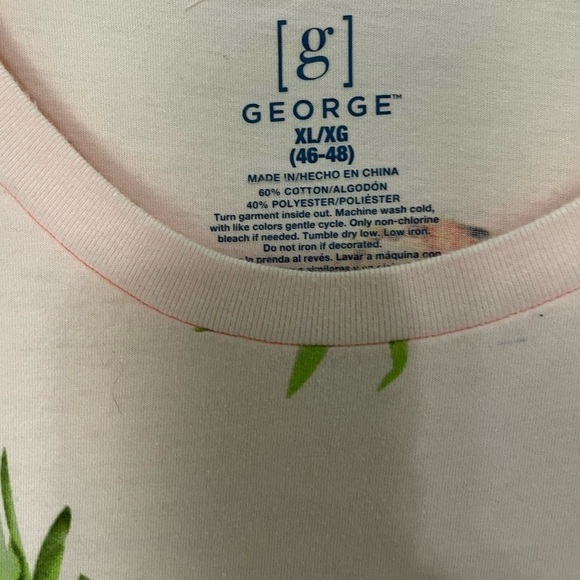 [g]
GEORGE™
XL/XG
(46-48)
MADE IN/HECHO EN CHINA
60% COTTON/ALGODÓN
40% POLYESTER/POLIÉSTER
Turn garment inside out. Machine wash cold,
with like colors gentle cycle. Only non-chlorine
bleach if needed. Tumble dry low. Low iron.
Do not iron if decorated.
la prenda al revés. Lavar a máquina con
similares y